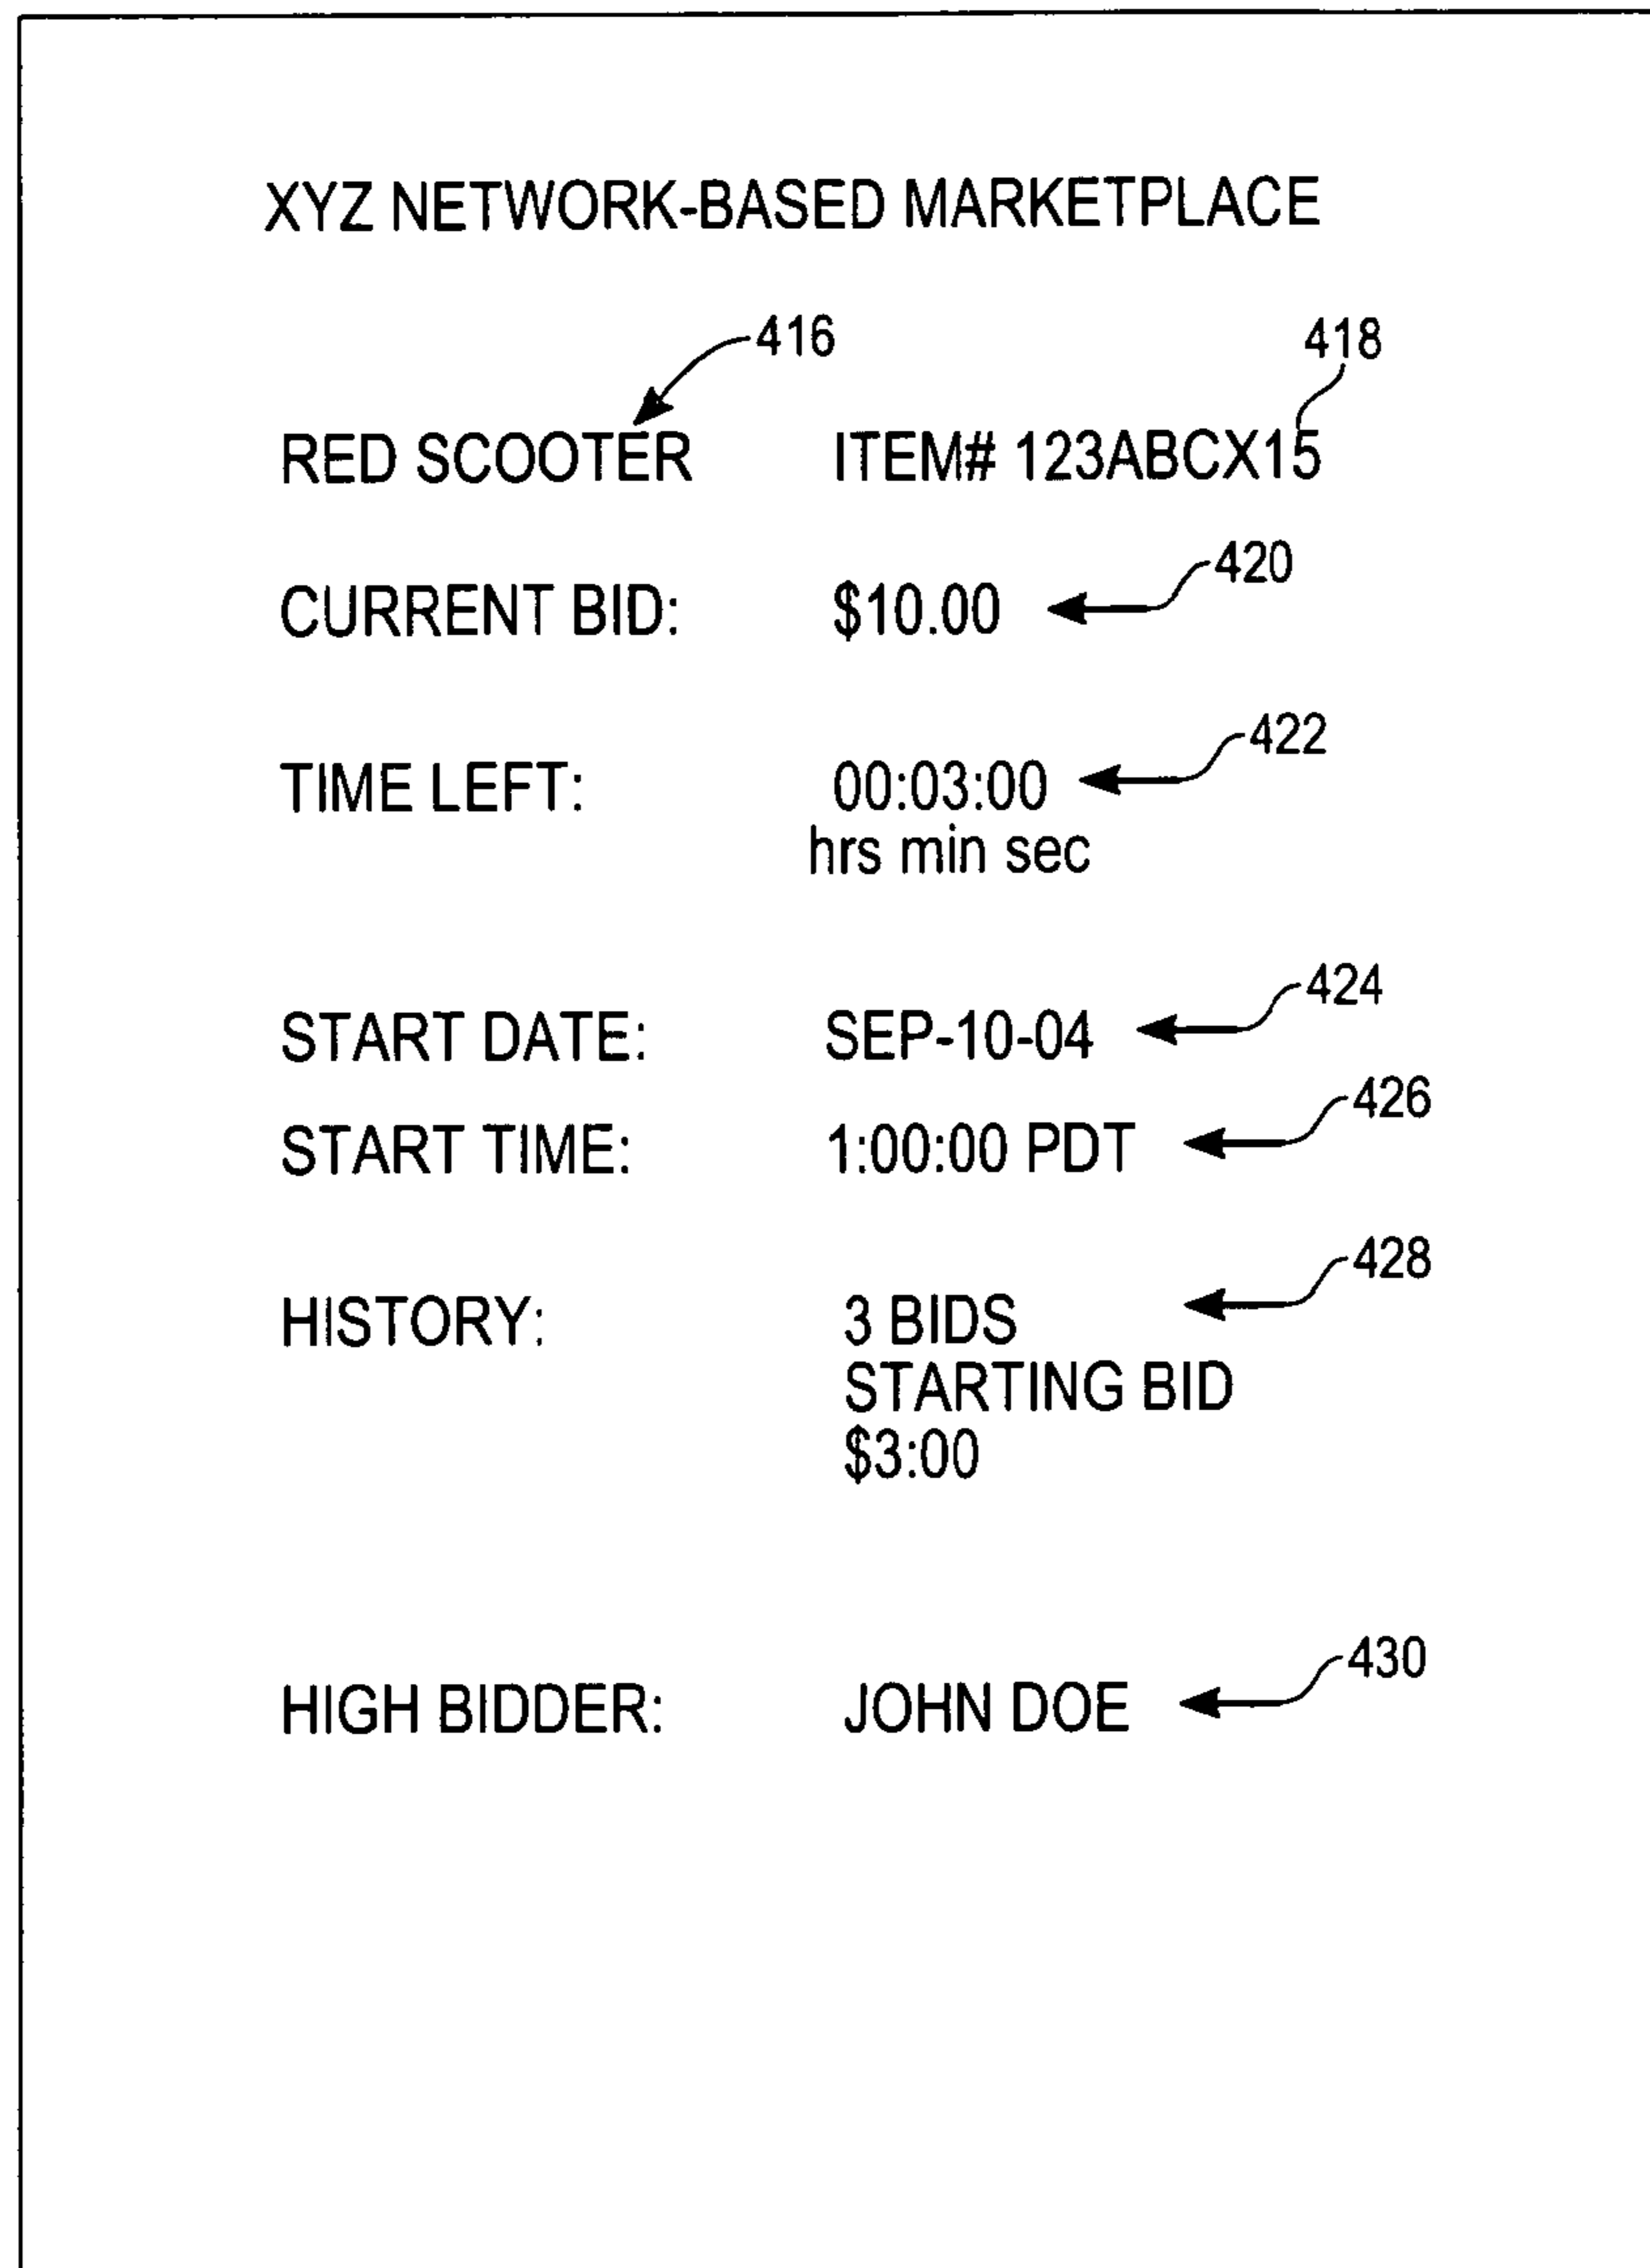 XYZ NETWORK-BASED MARKETPLACE
416
418
RED SCOOTER ITEM# 123ABCX15
420
CURRENT BID: $10.00
422
TIME LEFT: 00:03:00
hrs min sec
424
START DATE: SEP-10-04
426
START TIME: 1:00:00 PDT
428
HISTORY: 3 BIDS
STARTING BID
$3:00
430
HIGH BIDDER: JOHN DOE